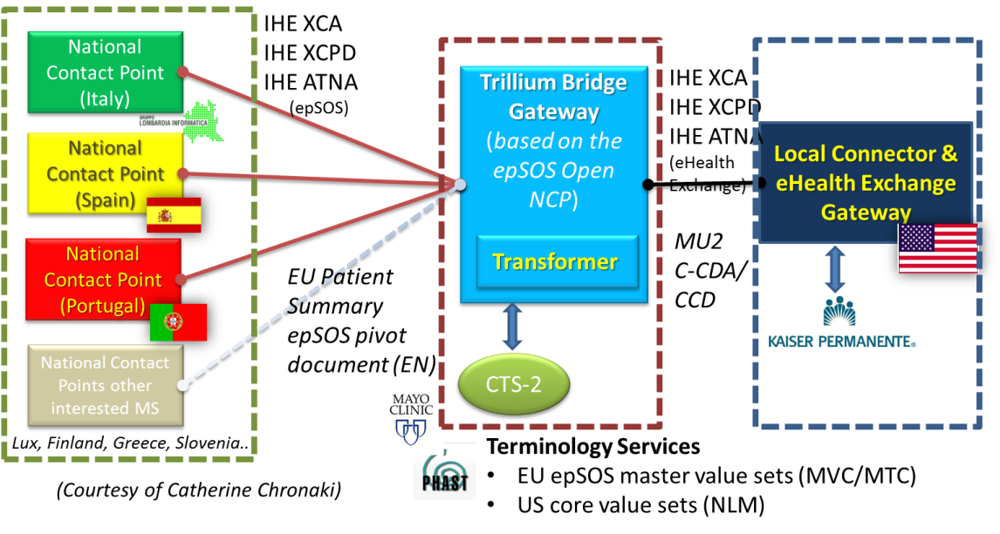 National
Contact Point
(Italy)
GRUPPO
LOMBARDIA INFORMATICA
National
Contact Point
(Spain)
National
Contact Point
(Portugal)
National Contact
Points other
interested MS
Lux, Finland, Greece, Slovenia..
(Courtesy of Catherine Chronaki)
IHE XCA
IHE XCPD
IHE ATNA
(epSOS)
EU Patient
Summary
epSOS pivot
document (EN)
MAYO
CLINIC
Trillium Bridge
Gateway
(based on the
epSOS Open
NCP)
Transformer
CTS-2
PHAST
Terminology Services
• EU epSOS master value sets (MVC/MTC)
• US core value sets (NLM)
IHE XCA
IHE XCPD
IHE ATNA
(eHealth
Exchange)
MU2
C-CDA/
CCD
Local Connector &
eHealth Exchange
Gateway
KAISER PERMANENTE®